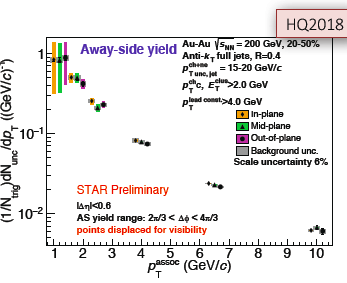 HQ2018
Away-side yield
Au-Au √sNN = 200 GeV, 20-50%
Anti-kT full jets, R=0.4
pT unc, jet ch+ne = 15-20 GeV/c
pT ch c, ET clus >2.0 GeV
pT lead const. >4.0 GeV
In-plane
Mid-plane
Out-of-plane
Background unc.
Scale uncertainty 6%
STAR Preliminary
|Δη|<0.6
AS yield range: 2π/3 < Δϕ < 4π/3
points displaced for visibility
(1/Ntrig)dNunc/dpT ((GeV/c)⁻¹)
1
10⁻¹
10⁻²
1 2 3 4 5 6 7 8 9 10
pT assoc (GeV/c)